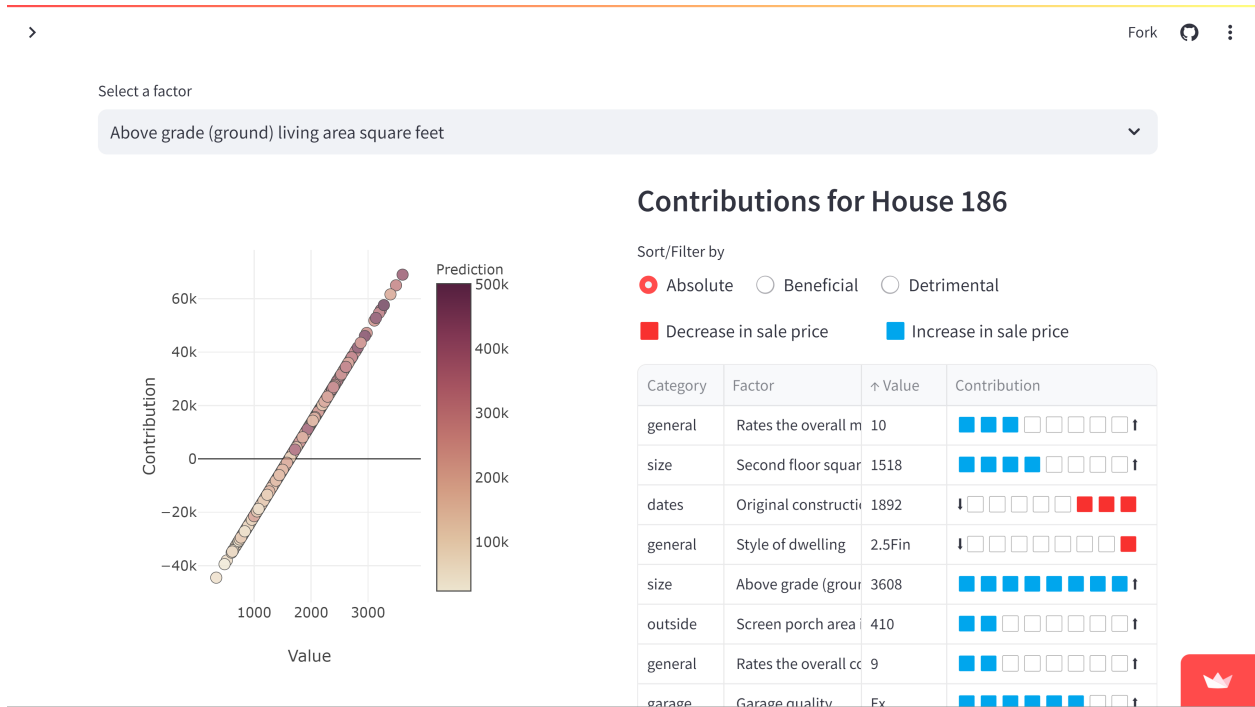 Fork
Select a factor
Above grade (ground) living area square feet
Contributions for House 186
Sort/Filter by
Absolute Beneficial Detrimental
Decrease in sale price Increase in sale price
Prediction
500k
400k
300k
200k
100k
60k
40k
20k
0
−20k
−40k
Contribution
1000 2000 3000
Value
Category Factor ↑ Value Contribution
general Rates the overall m 10
size Second floor squar 1518
dates Original constructi 1892
general Style of dwelling 2.5Fin
size Above grade (grour 3608
outside Screen porch area i 410
general Rates the overall co 9
garage Garage quality Ex